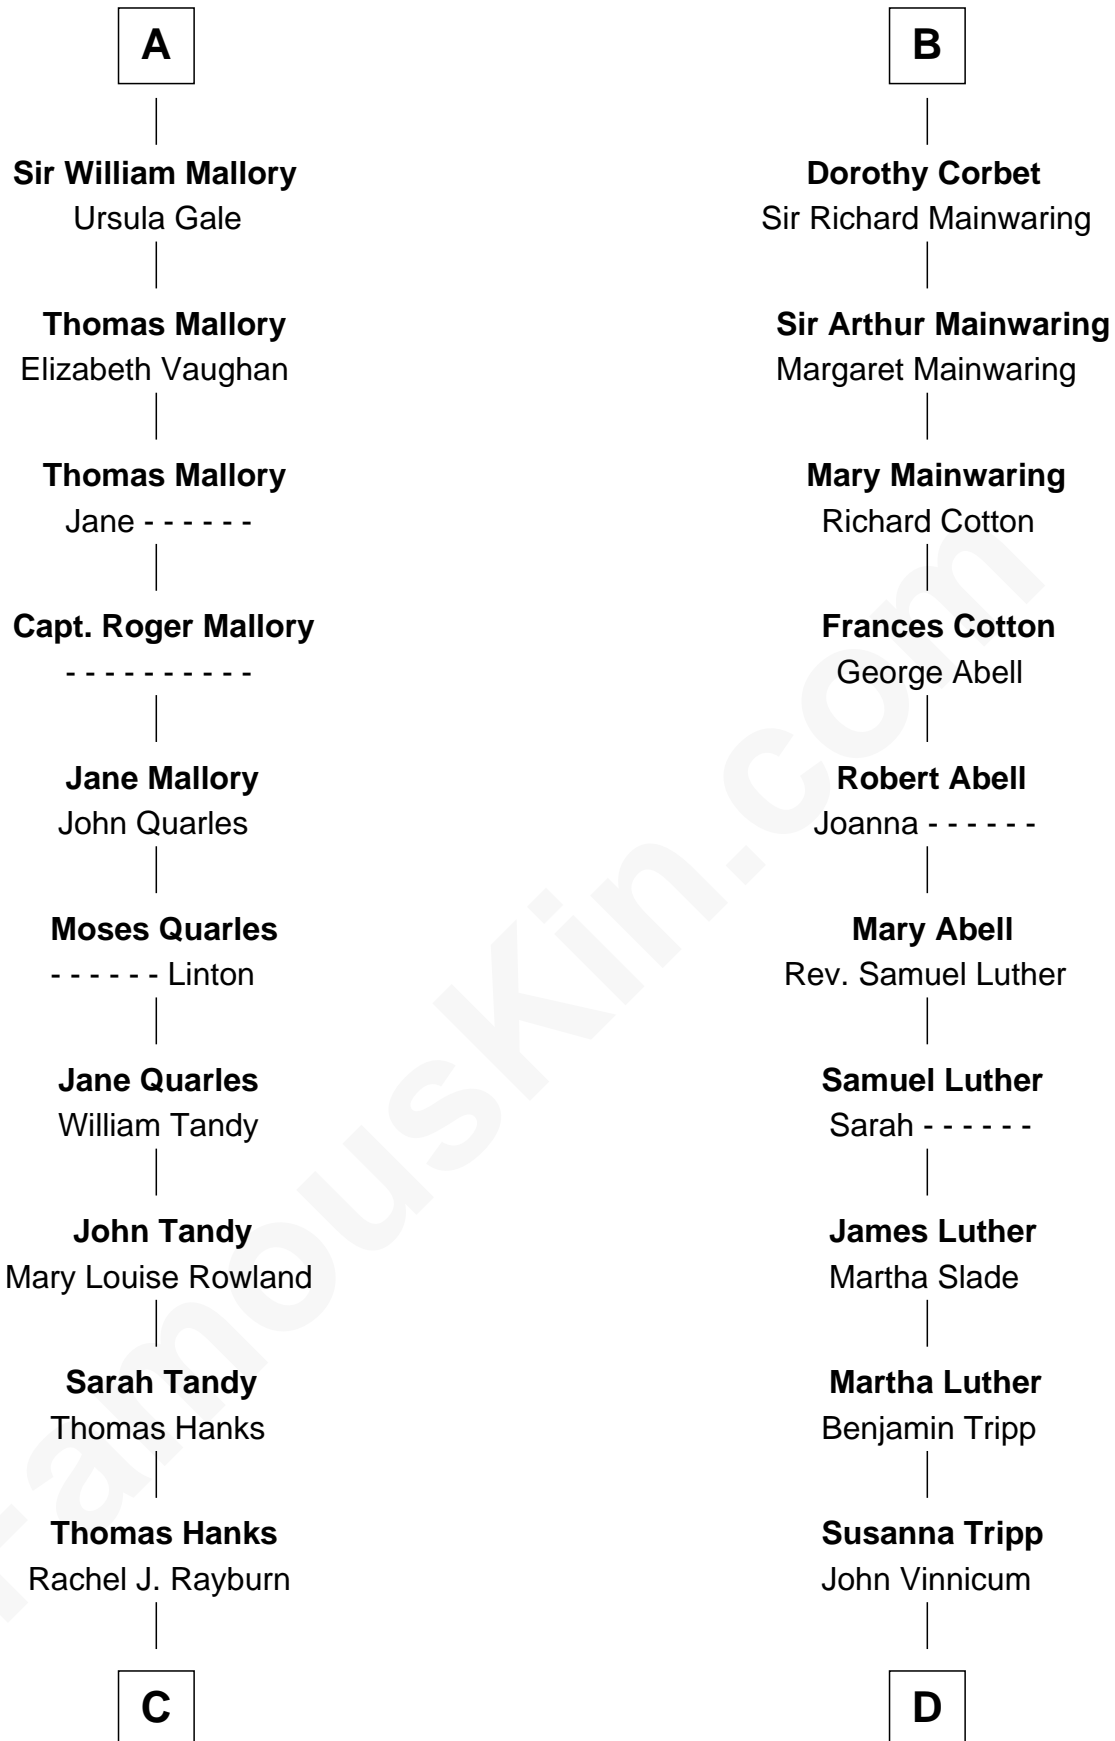 A
Sir William Mallory
Ursula Gale
Thomas Mallory
Elizabeth Vaughan
Thomas Mallory
Jane - - - - - -
Capt. Roger Mallory
- - - - - - - - - -
Jane Mallory
John Quarles
Moses Quarles
- - - - - - Linton
Jane Quarles
William Tandy
John Tandy
Mary Louise Rowland
Sarah Tandy
Thomas Hanks
Thomas Hanks
Rachel J. Rayburn
C
B
Dorothy Corbet
Sir Richard Mainwaring
Sir Arthur Mainwaring
Margaret Mainwaring
Mary Mainwaring
Richard Cotton
Frances Cotton
George Abell
Robert Abell
Joanna - - - - - -
Mary Abell
Rev. Samuel Luther
Samuel Luther
Sarah - - - - - -
James Luther
Martha Slade
Martha Luther
Benjamin Tripp
Susanna Tripp
John Vinnicum
D
FamousKin.com